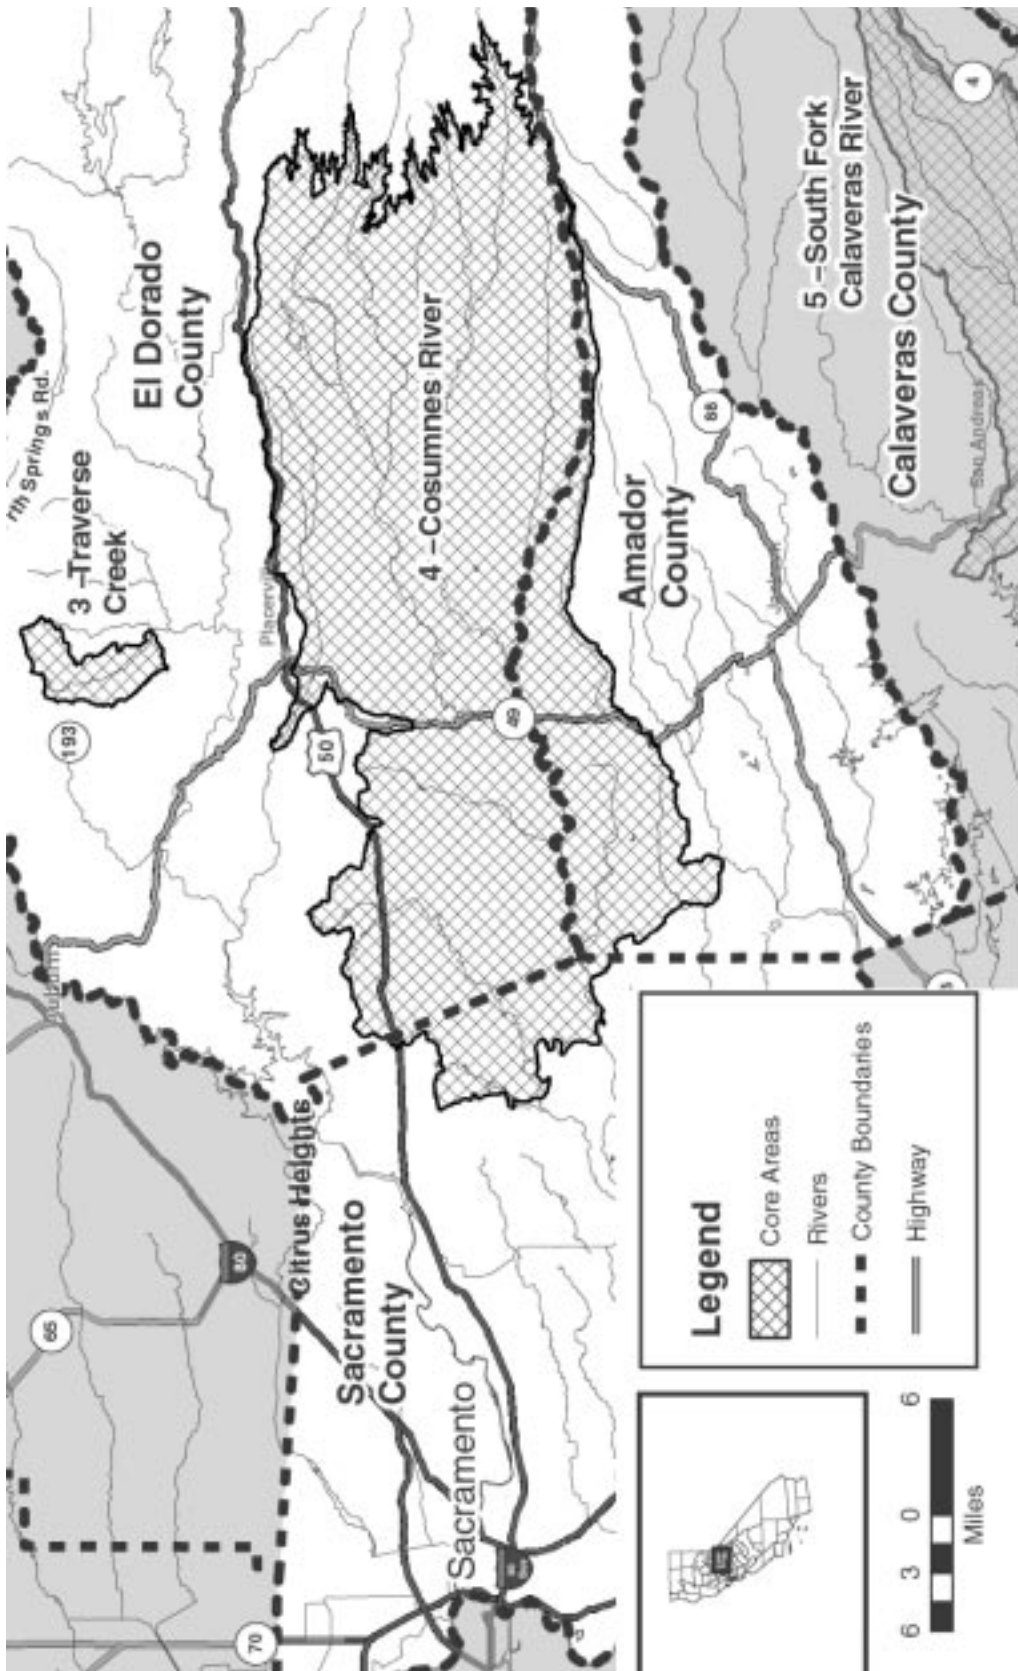 Auburn
193
3 –Traverse
Creek
Springs Rd.
El Dorado
County
50
49
4 –Cosumnes River
Amador
County
88
5 –South Fork
Calaveras River
Calaveras County
San Andreas
4
65
80
70
Citrus Heights
Sacramento
County
Sacramento
Legend
Core Areas
Rivers
County Boundaries
Highway
6 3 0 6
Miles